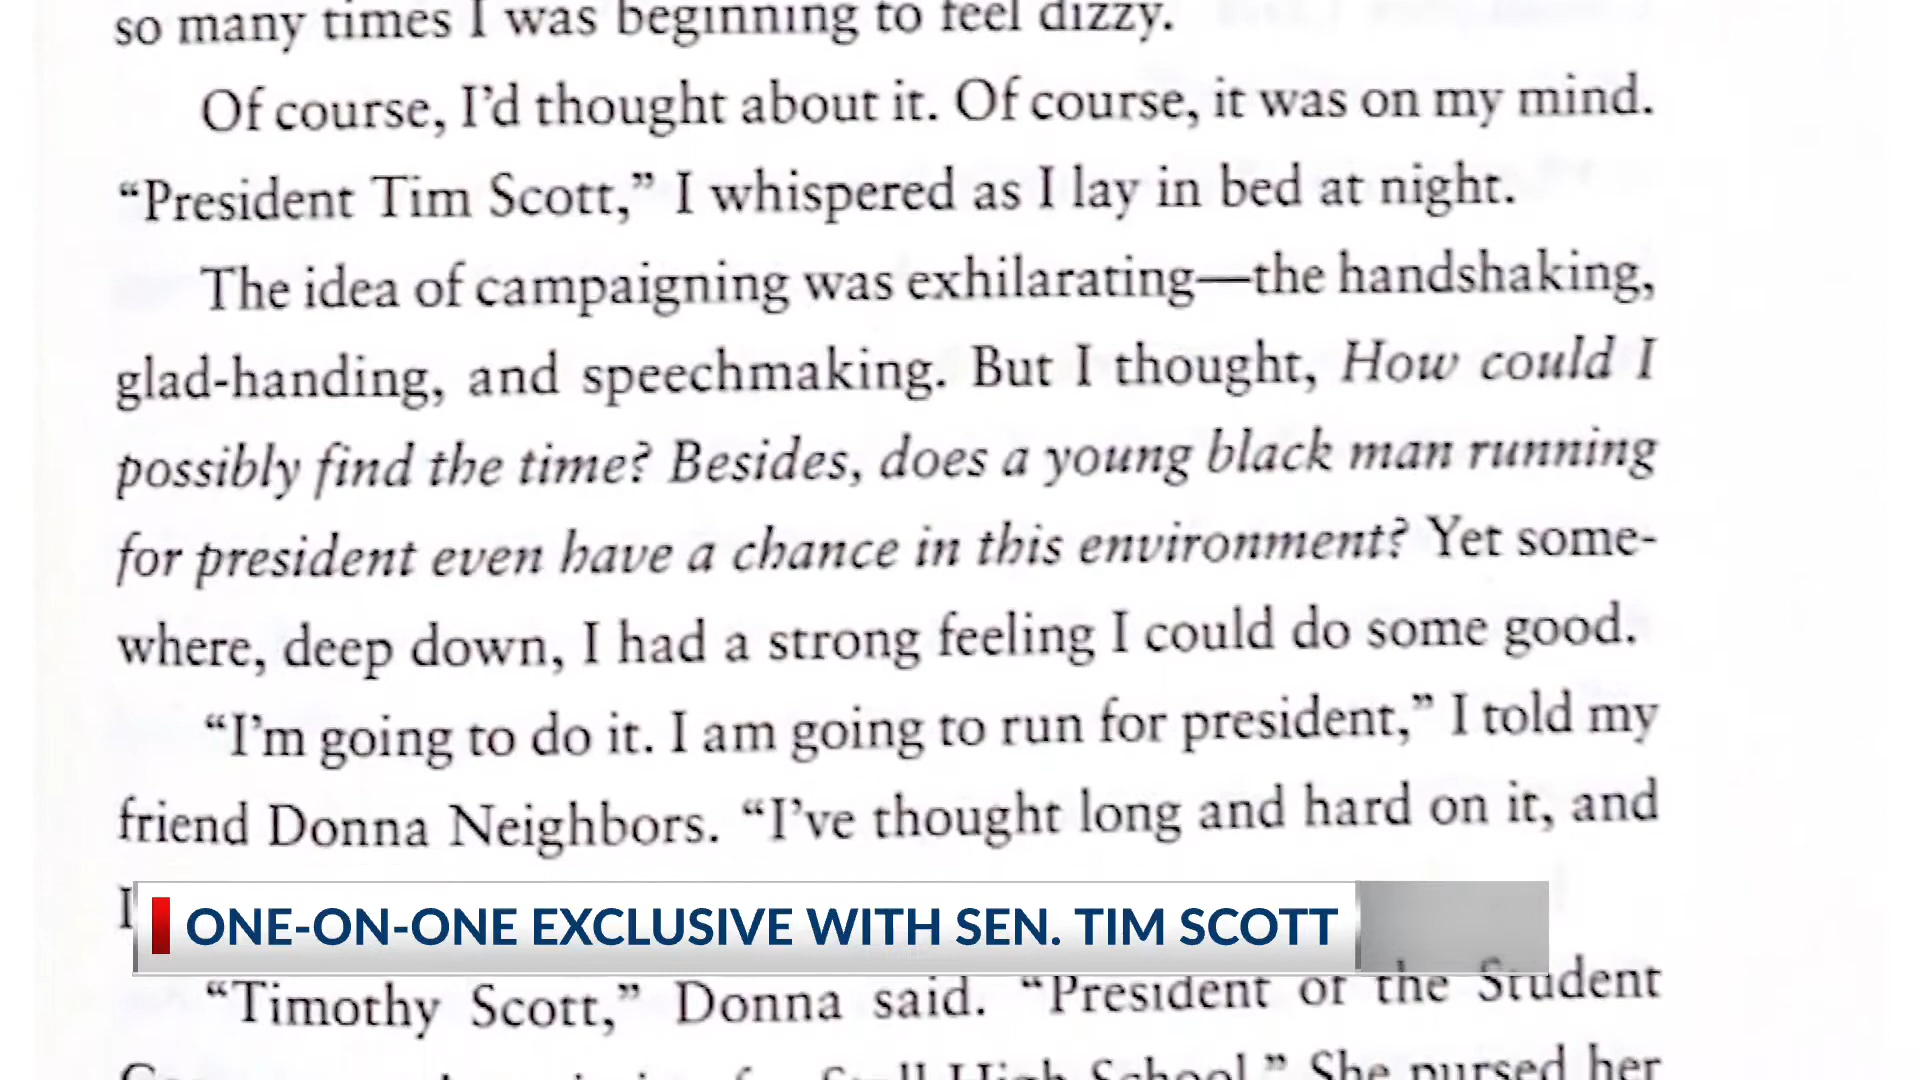 so many times I was beginning to feel dizzy.
Of course, I’d thought about it. Of course, it was on my mind.
“President Tim Scott,” I whispered as I lay in bed at night.
The idea of campaigning was exhilarating—the handshaking,
glad-handing, and speechmaking. But I thought, How could I
possibly find the time? Besides, does a young black man running
for president even have a chance in this environment? Yet some-
where, deep down, I had a strong feeling I could do some good.
“I’m going to do it. I am going to run for president,” I told my
friend Donna Neighbors. “I’ve thought long and hard on it, and
I
ONE-ON-ONE EXCLUSIVE WITH SEN. TIM SCOTT
“Timothy Scott,” Donna said. “President of the Student
High School.” She pursed her